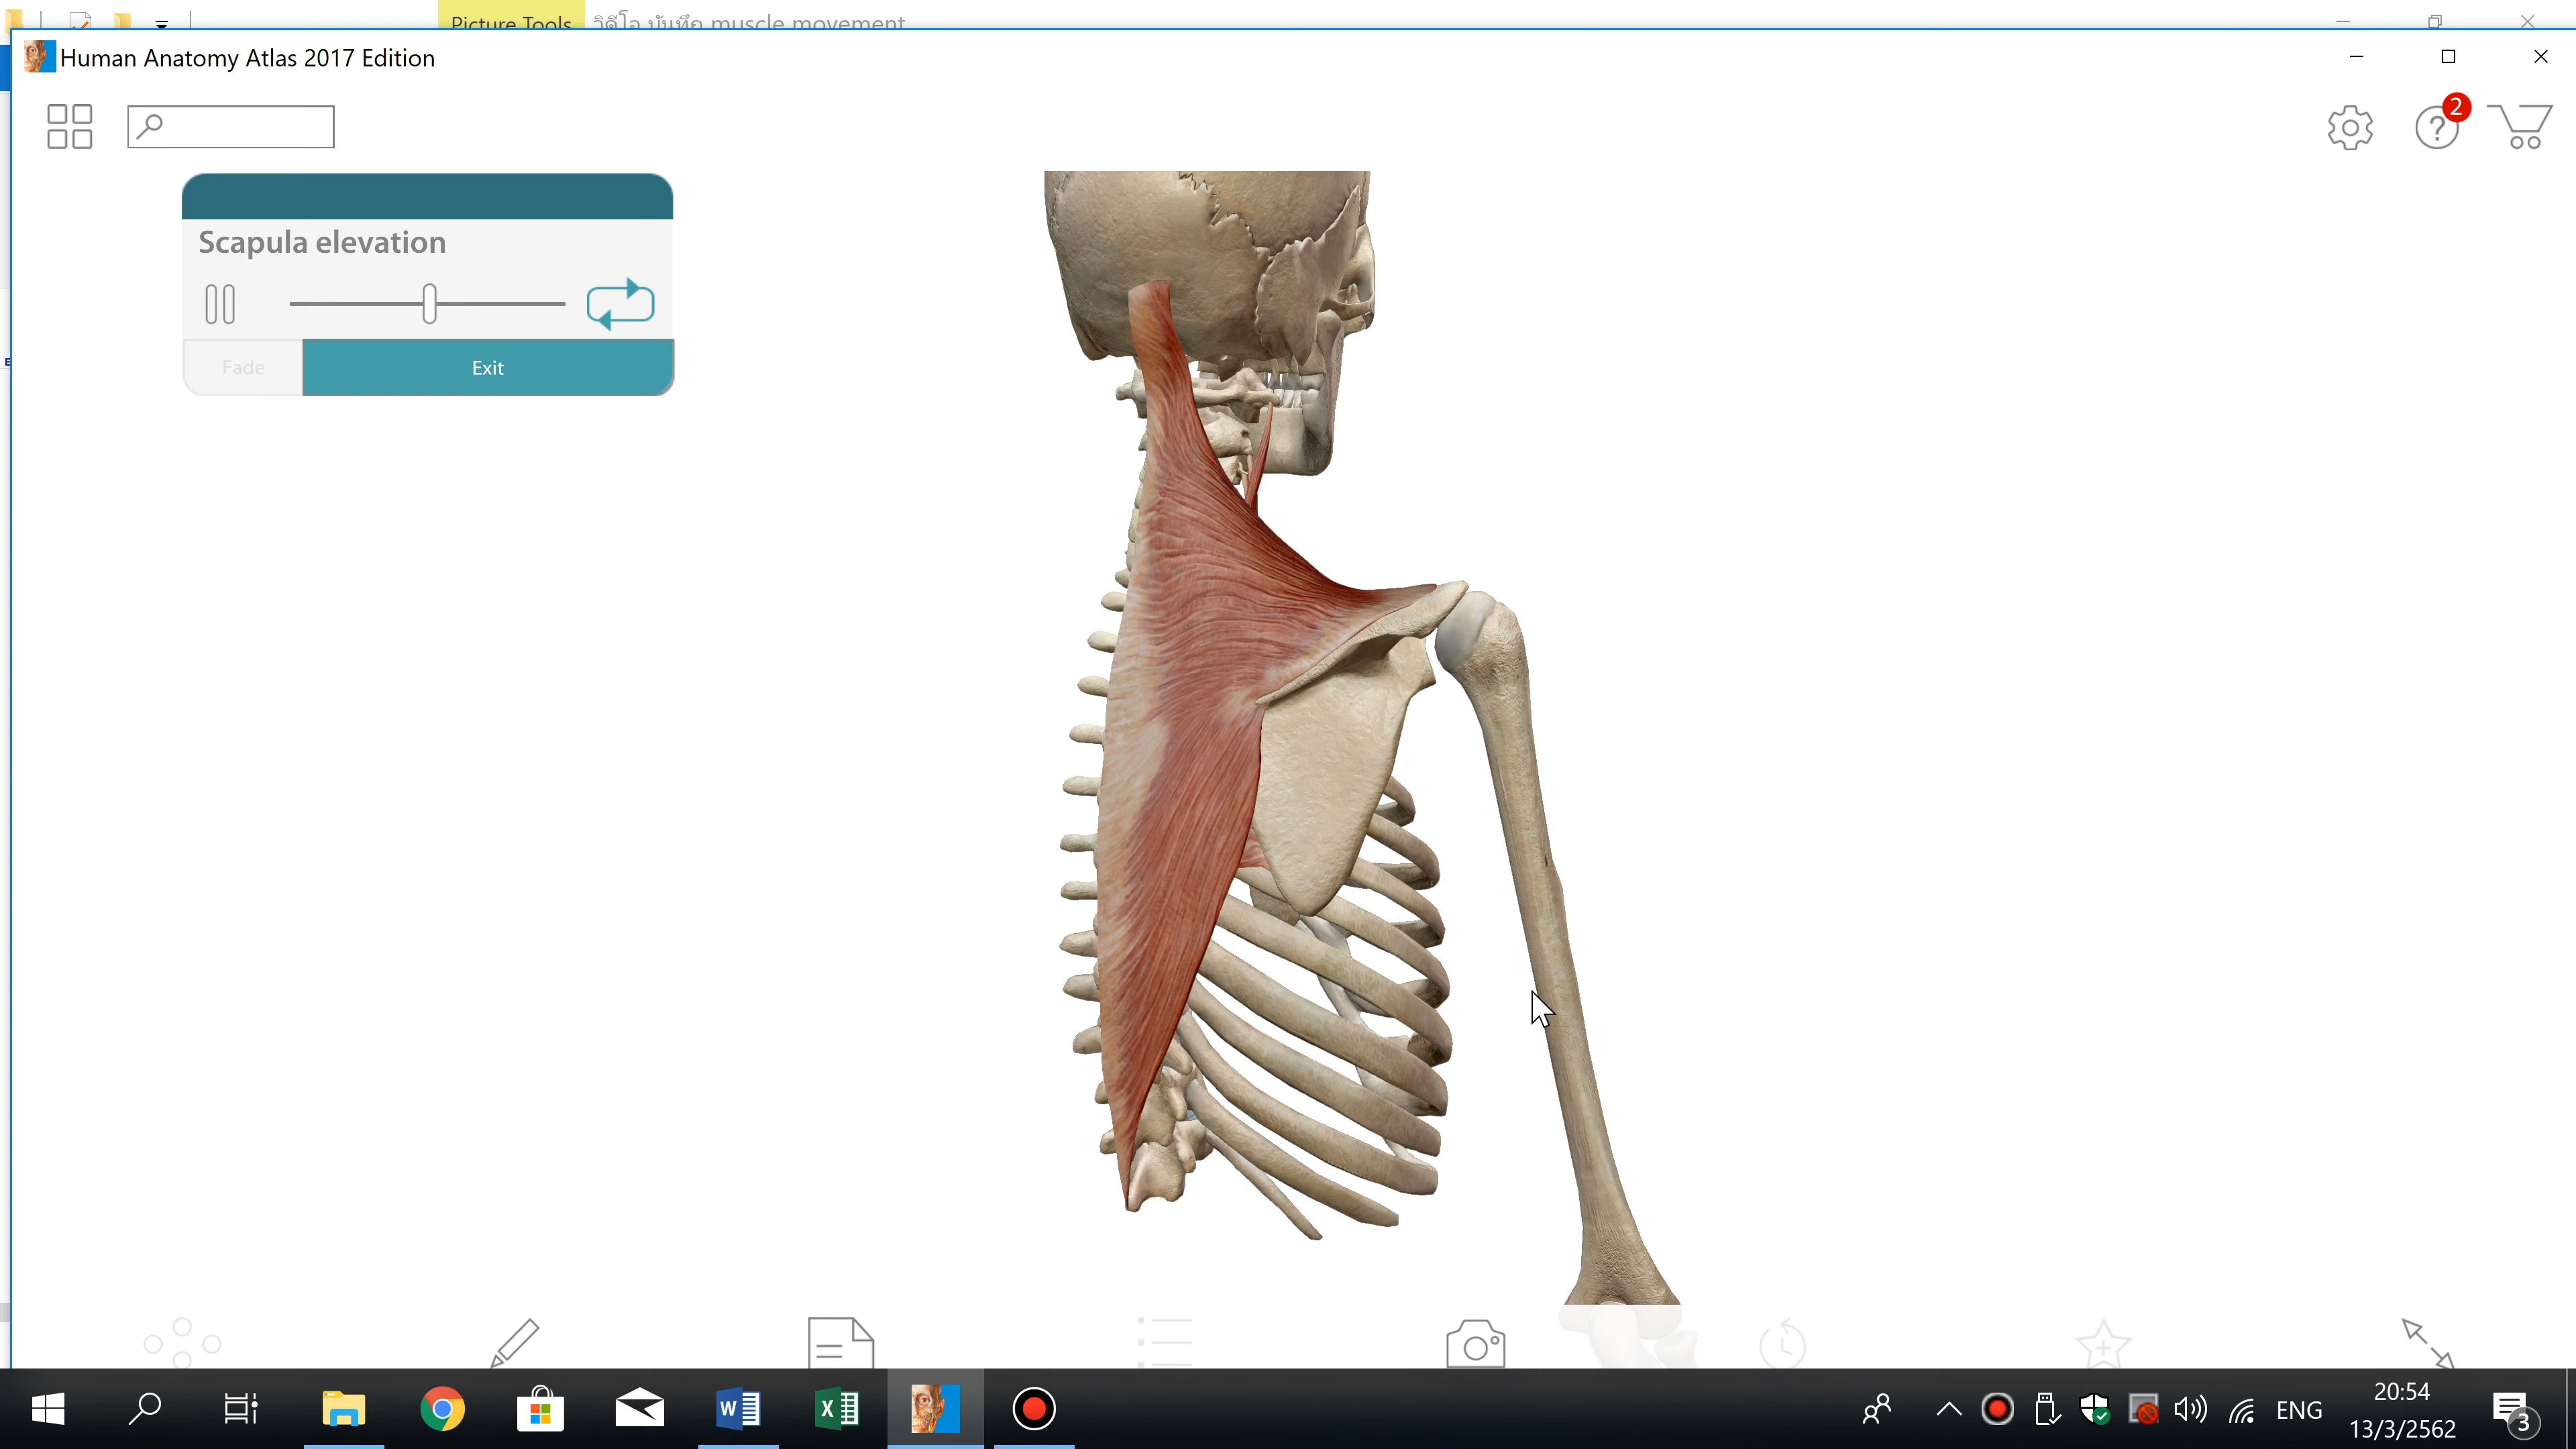 Picture Tools
วิดีโอ บันทึก muscle movement
Human Anatomy Atlas 2017 Edition
2
Scapula elevation
Fade
Exit
E
W
X
ENG
20:54
13/3/2562
3